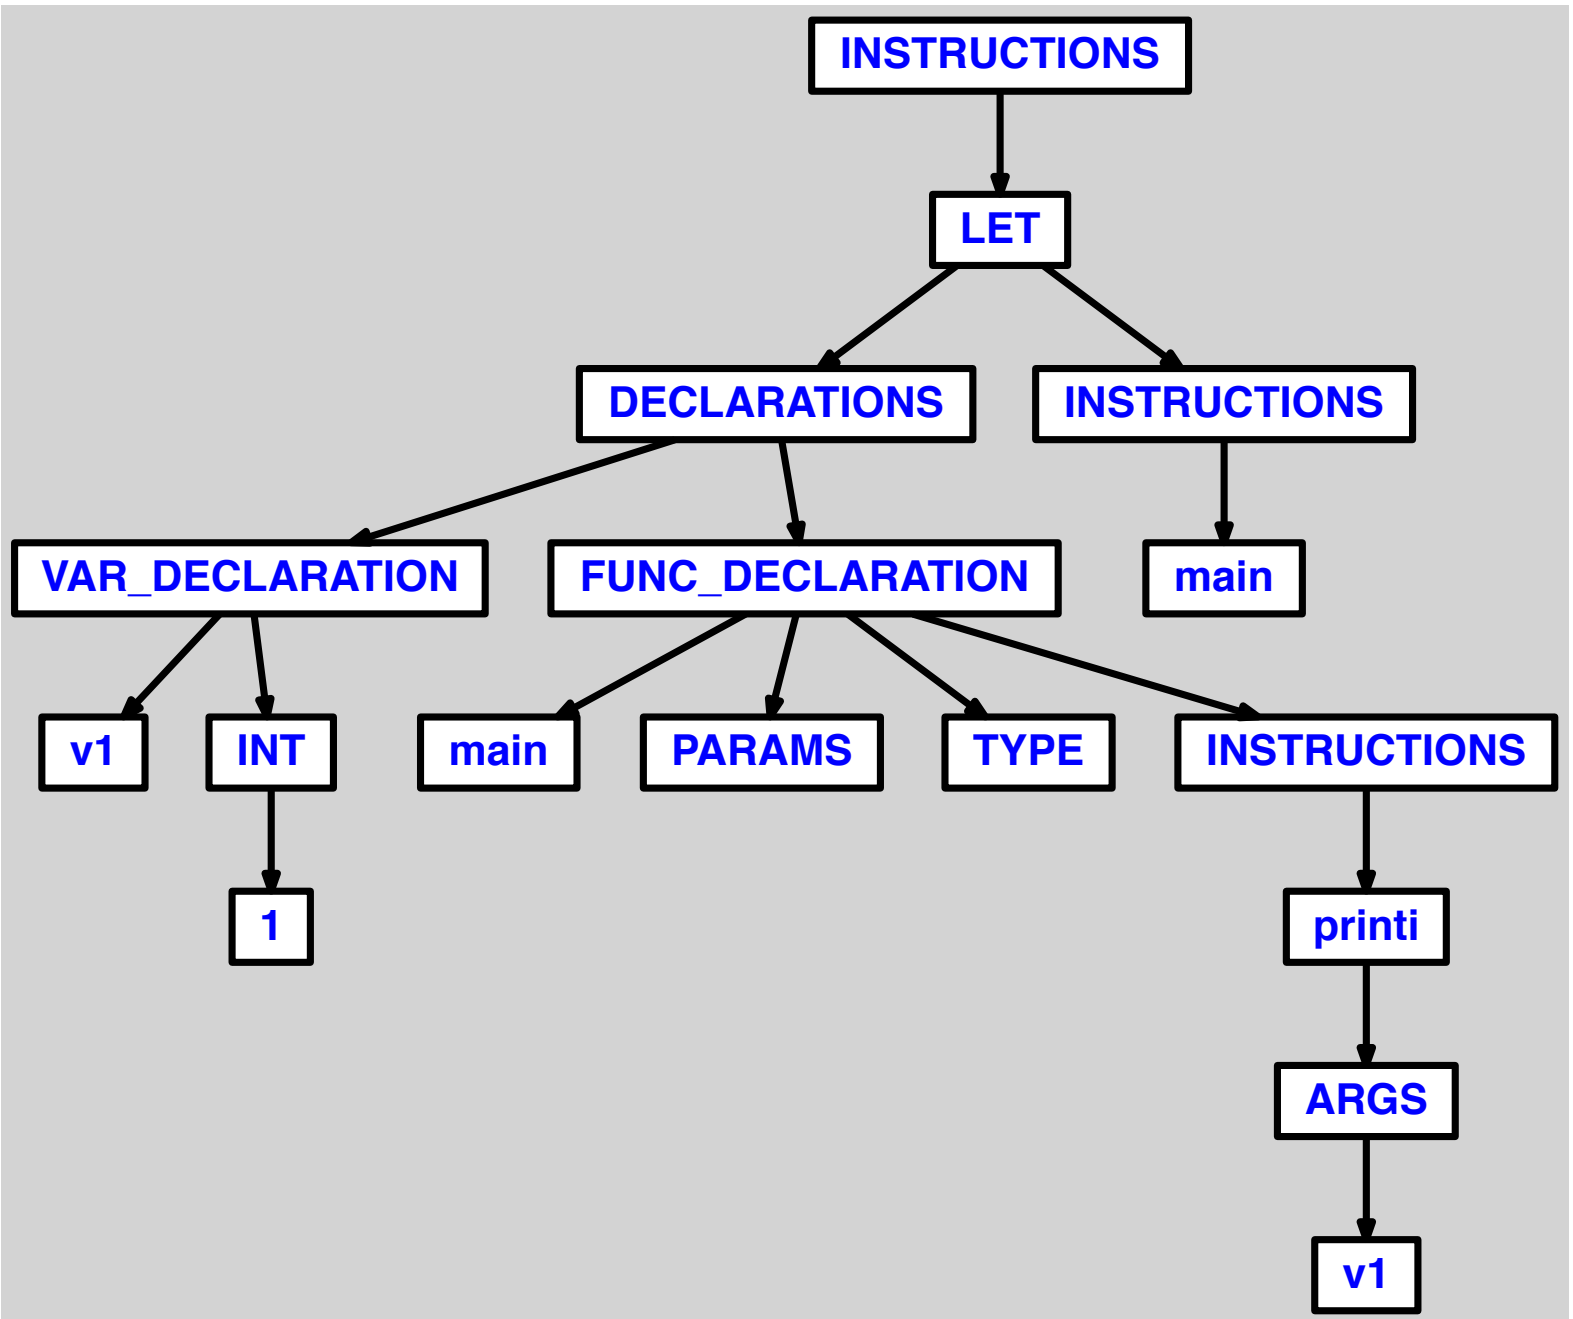 INSTRUCTIONS
LET
DECLARATIONS
INSTRUCTIONS
VAR_DECLARATION
FUNC_DECLARATION
main
v1
INT
main
PARAMS
TYPE
INSTRUCTIONS
1
printi
ARGS
v1